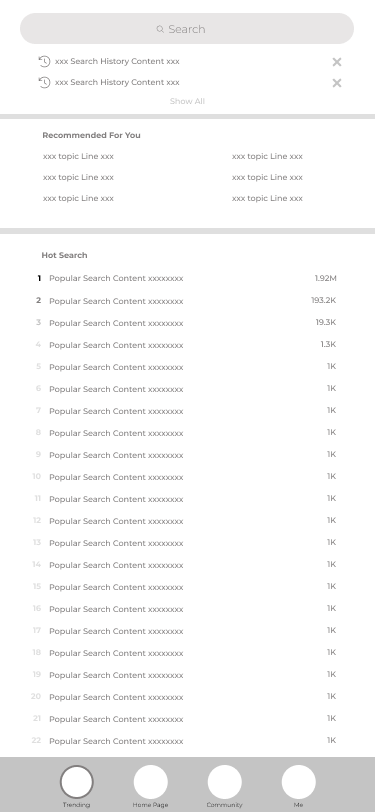 Search
xxx Search History Content xxx
xxx Search History Content xxx
Show All
Recommended For You
xxx topic Line xxx xxx topic Line xxx
xxx topic Line xxx xxx topic Line xxx
xxx topic Line xxx xxx topic Line xxx
Hot Search
1 Popular Search Content xxxxxxxx 1.92M
2 Popular Search Content xxxxxxxx 193.2K
3 Popular Search Content xxxxxxxx 19.3K
4 Popular Search Content xxxxxxxx 1.3K
5 Popular Search Content xxxxxxxx 1K
6 Popular Search Content xxxxxxxx 1K
7 Popular Search Content xxxxxxxx 1K
8 Popular Search Content xxxxxxxx 1K
9 Popular Search Content xxxxxxxx 1K
10 Popular Search Content xxxxxxxx 1K
11 Popular Search Content xxxxxxxx 1K
12 Popular Search Content xxxxxxxx 1K
13 Popular Search Content xxxxxxxx 1K
14 Popular Search Content xxxxxxxx 1K
15 Popular Search Content xxxxxxxx 1K
16 Popular Search Content xxxxxxxx 1K
17 Popular Search Content xxxxxxxx 1K
18 Popular Search Content xxxxxxxx 1K
19 Popular Search Content xxxxxxxx 1K
20 Popular Search Content xxxxxxxx 1K
21 Popular Search Content xxxxxxxx 1K
22 Popular Search Content xxxxxxxx 1K
Trending Home Page Community Me